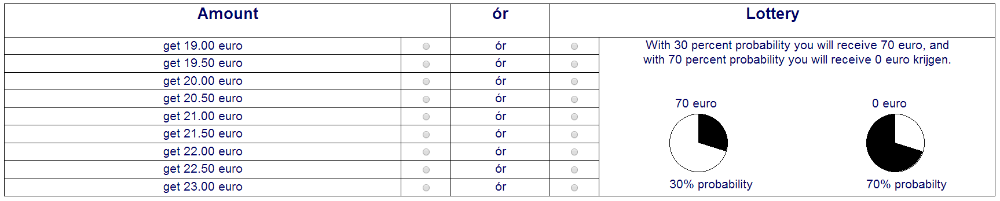 Amount ór Lottery
get 19.00 euro ór With 30 percent probability you will receive 70 euro, and
get 19.50 euro ór with 70 percent probability you will receive 0 euro krijgen.
get 20.00 euro ór
get 20.50 euro ór 70 euro 0 euro
get 21.00 euro ór
get 21.50 euro ór
get 22.00 euro ór
get 22.50 euro ór
get 23.00 euro ór 30% probability 70% probabilty